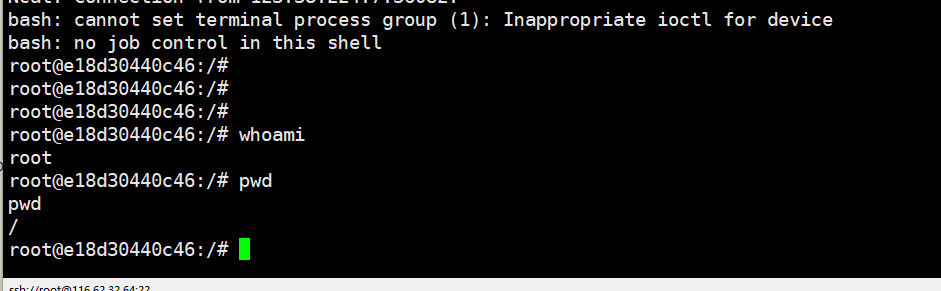 bash: cannot set terminal process group (1): Inappropriate ioctl for device
bash: no job control in this shell
root@e18d30440c46:/#
root@e18d30440c46:/#
root@e18d30440c46:/#
root@e18d30440c46:/# whoami
root
root@e18d30440c46:/# pwd
pwd
/
root@e18d30440c46:/#
ssh://root@116.62.32.64:22